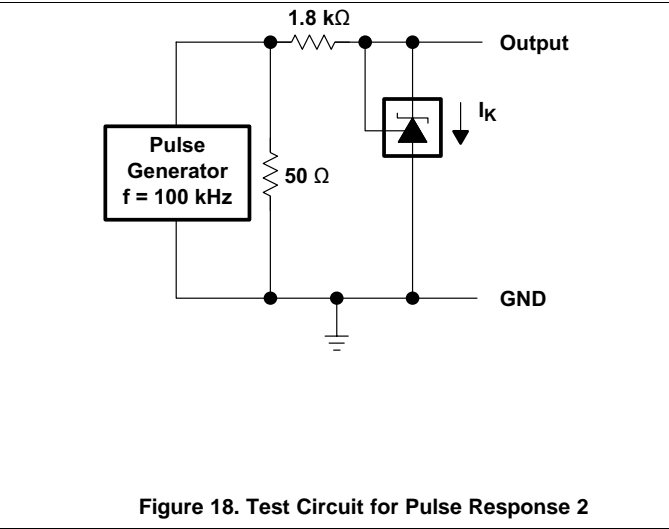 1.8 kΩ
Output
I_K
Pulse
Generator
f = 100 kHz
50 Ω
GND
Figure 18. Test Circuit for Pulse Response 2